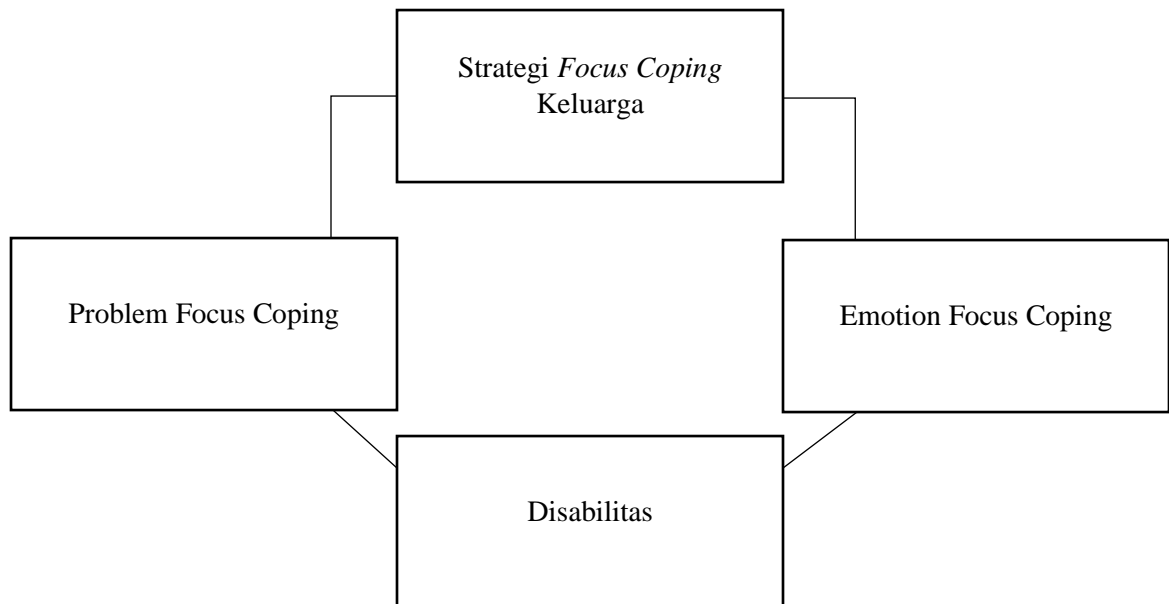 Strategi Focus Coping
Keluarga
Problem Focus Coping
Emotion Focus Coping
Disabilitas